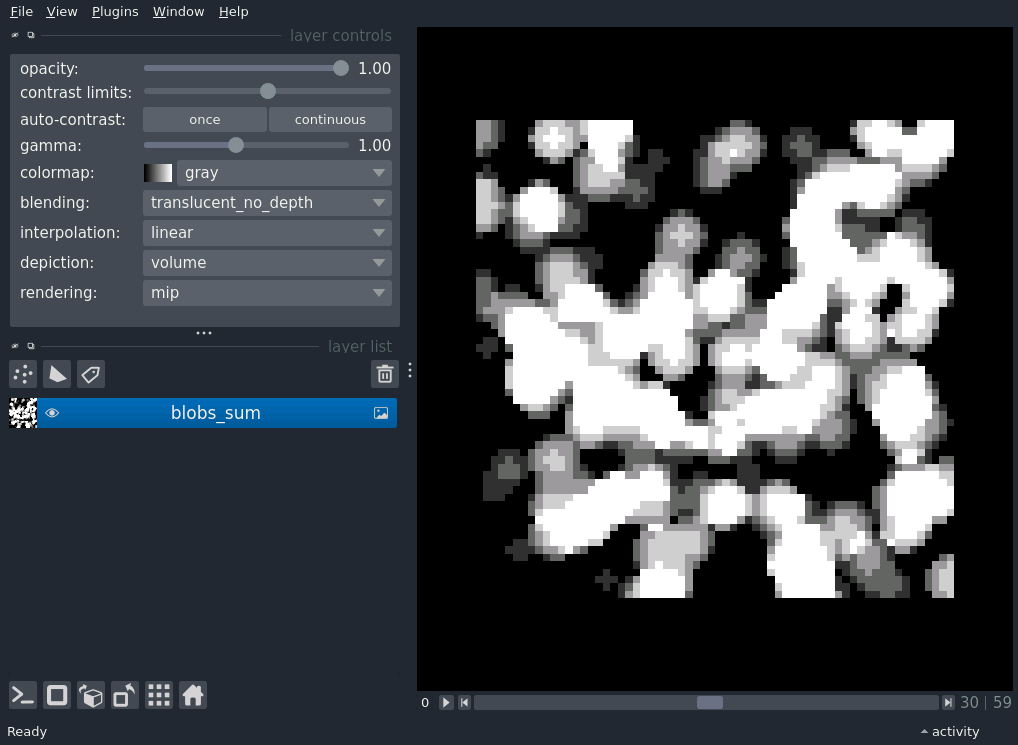 File View Plugins Window Help
layer controls
opacity: 1.00
contrast limits:
auto-contrast: once continuous
gamma: 1.00
colormap: gray
blending: translucent_no_depth
interpolation: linear
depiction: volume
rendering: mip
layer list
blobs_sum
0 30 | 59
Ready activity